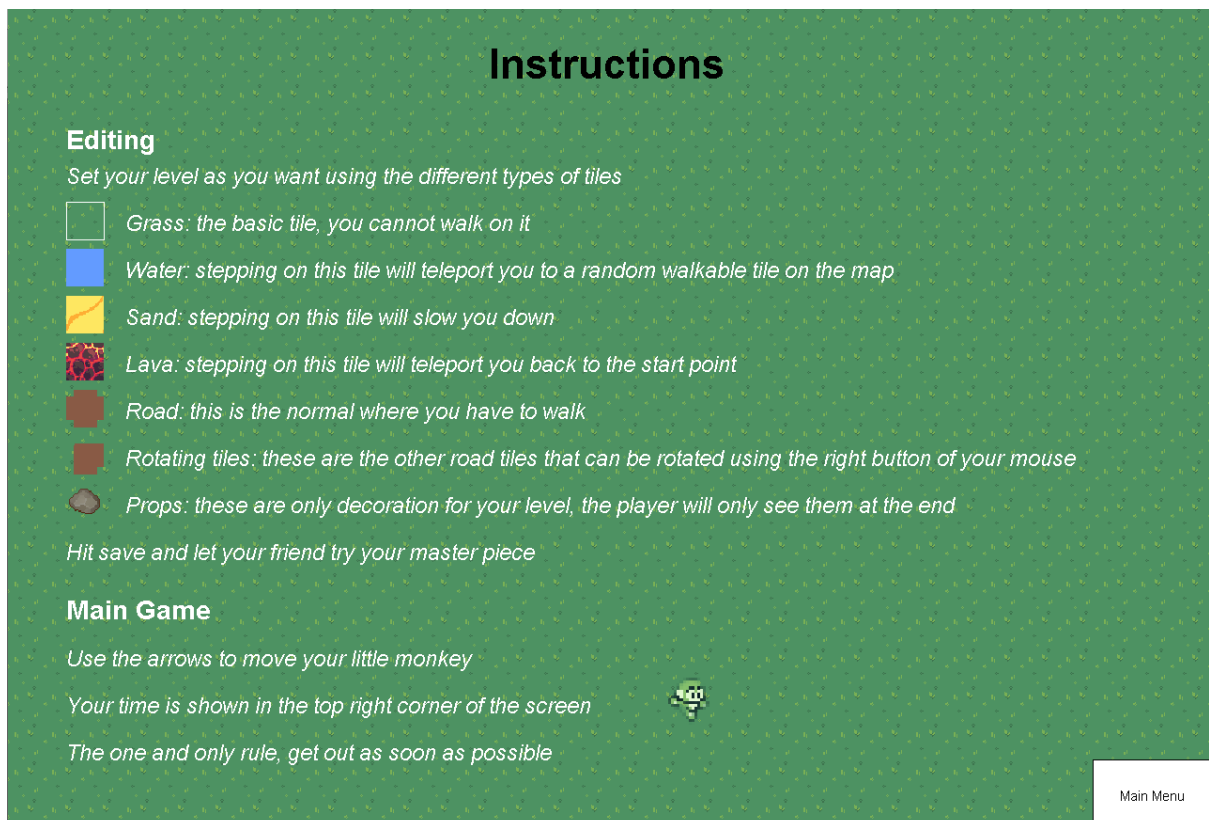 Instructions
Editing
Set your level as you want using the different types of tiles
Grass: the basic tile, you cannot walk on it
Water: stepping on this tile will teleport you to a random walkable tile on the map
Sand: stepping on this tile will slow you down
Lava: stepping on this tile will teleport you back to the start point
Road: this is the normal where you have to walk
Rotating tiles: these are the other road tiles that can be rotated using the right button of your mouse
Props: these are only decoration for your level, the player will only see them at the end
Hit save and let your friend try your master piece
Main Game
Use the arrows to move your little monkey
Your time is shown in the top right corner of the screen
The one and only rule, get out as soon as possible
Main Menu